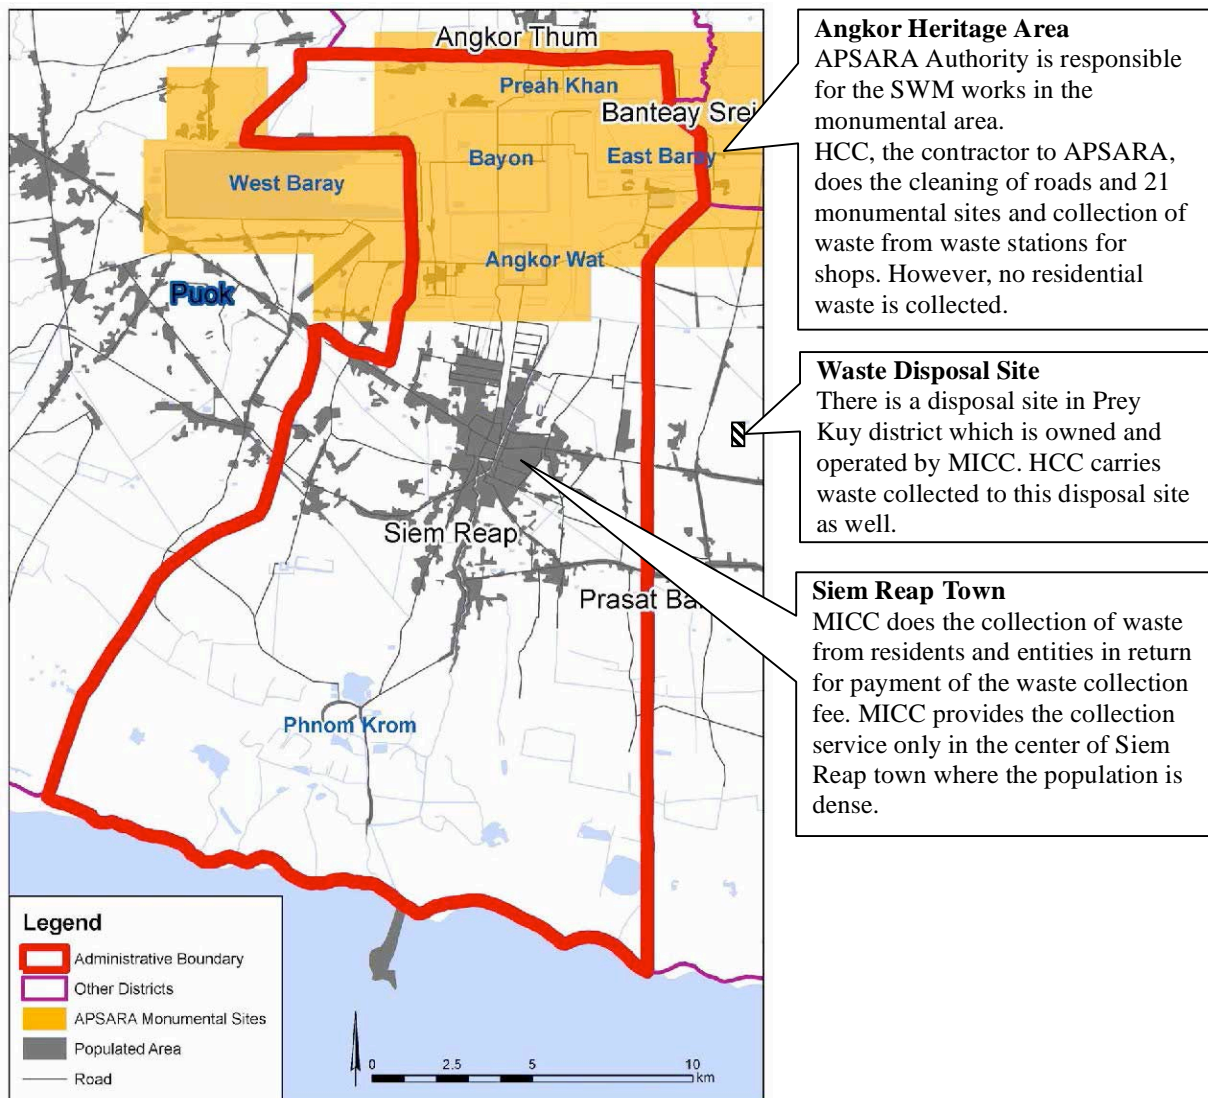 Angkor Thum
Preah Khan
Banteay Srei
Bayon
East Baray
West Baray
Angkor Wat
Puok
Siem Reap
Prasat Ba
Phnom Krom
Legend
Administrative Boundary
Other Districts
APSARA Monumental Sites
Populated Area
Road
0 2.5 5 10
km
Angkor Heritage Area
APSARA Authority is responsible
for the SWM works in the
monumental area.
HCC, the contractor to APSARA,
does the cleaning of roads and 21
monumental sites and collection of
waste from waste stations for
shops. However, no residential
waste is collected.
Waste Disposal Site
There is a disposal site in Prey
Kuy district which is owned and
operated by MICC. HCC carries
waste collected to this disposal site
as well.
Siem Reap Town
MICC does the collection of waste
from residents and entities in return
for payment of the waste collection
fee. MICC provides the collection
service only in the center of Siem
Reap town where the population is
dense.